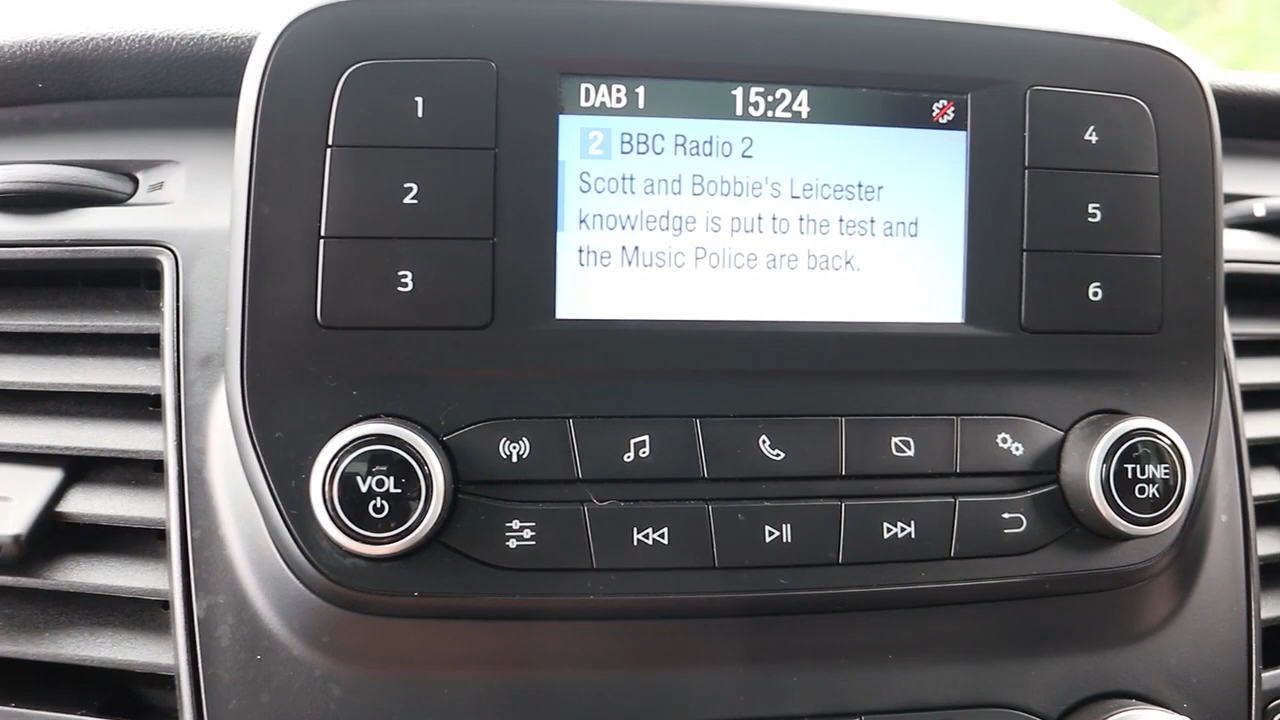 1
2
3
DAB 1 15:24
2 BBC Radio 2
Scott and Bobbie's Leicester
knowledge is put to the test and
the Music Police are back.
4
5
6
VOL
TUNE
OK